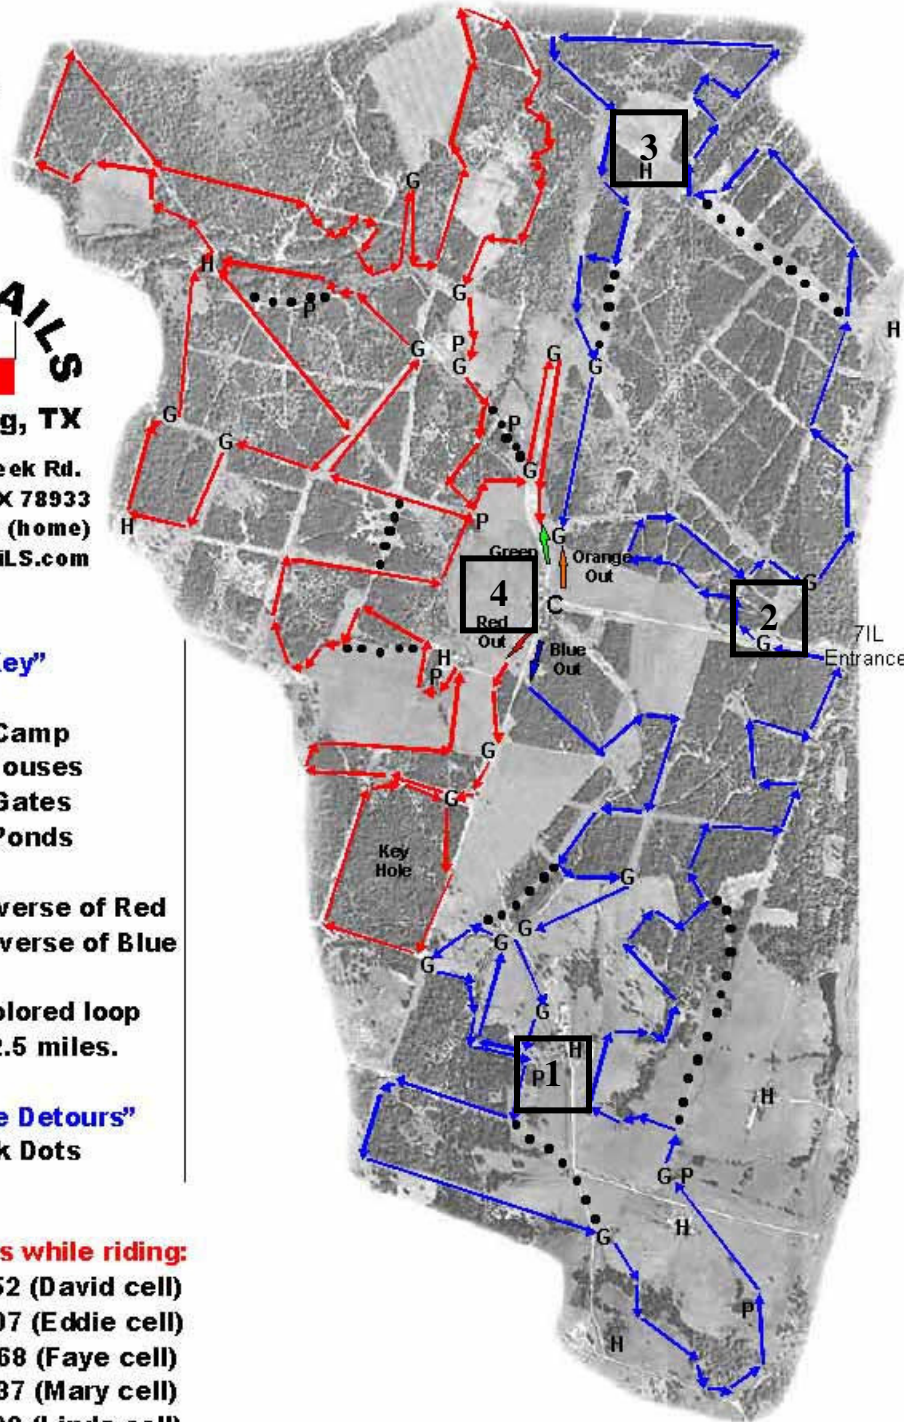 AILS
g, TX
eek Rd.
X 78933
(home)
iLS.com
ey”
Camp
ouses
Gates
Ponds
verse of Red
verse of Blue
olored loop
2.5 miles.
e Detours”
k Dots
s while riding:
52 (David cell)
07 (Eddie cell)
68 (Faye cell)
37 (Mary cell)
3
H
G
H
G
H
P
G
P
G
G
G
G
H
G
G
P
G
H
P
G
Green
Orange
Out
G
4
C
2
G
Red
Out
Blue
Out
7IL
Entrance
H
P
G
G
Key
Hole
G
G
G
G
G
H
1
P
H
G P
H
G
P
H